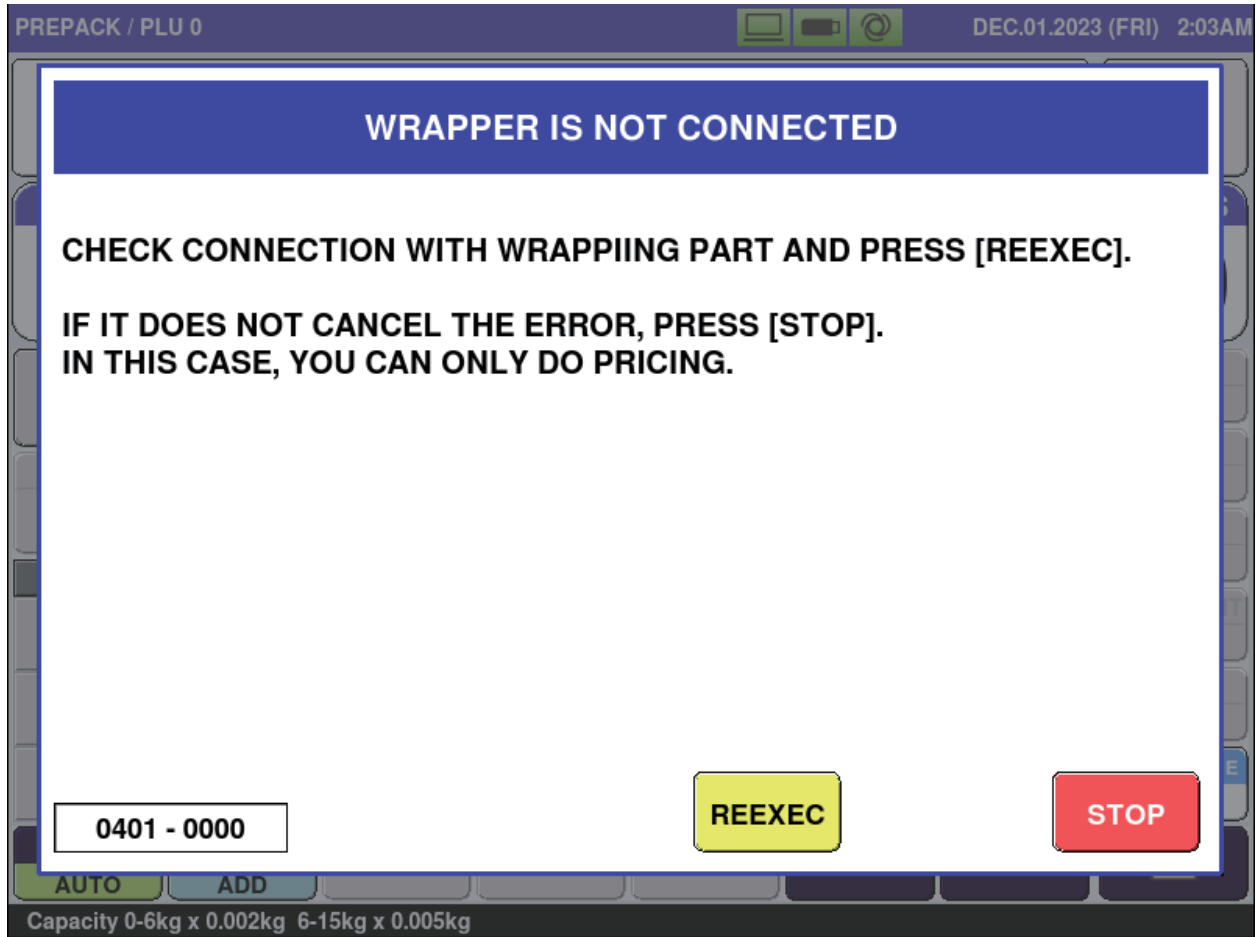 PREPACK / PLU 0
DEC.01.2023 (FRI) 2:03AM
WRAPPER IS NOT CONNECTED
CHECK CONNECTION WITH WRAPPIING PART AND PRESS [REEXEC].
IF IT DOES NOT CANCEL THE ERROR, PRESS [STOP].
IN THIS CASE, YOU CAN ONLY DO PRICING.
0401 - 0000
REEXEC
STOP
AUTO
ADD
Capacity 0-6kg x 0.002kg 6-15kg x 0.005kg